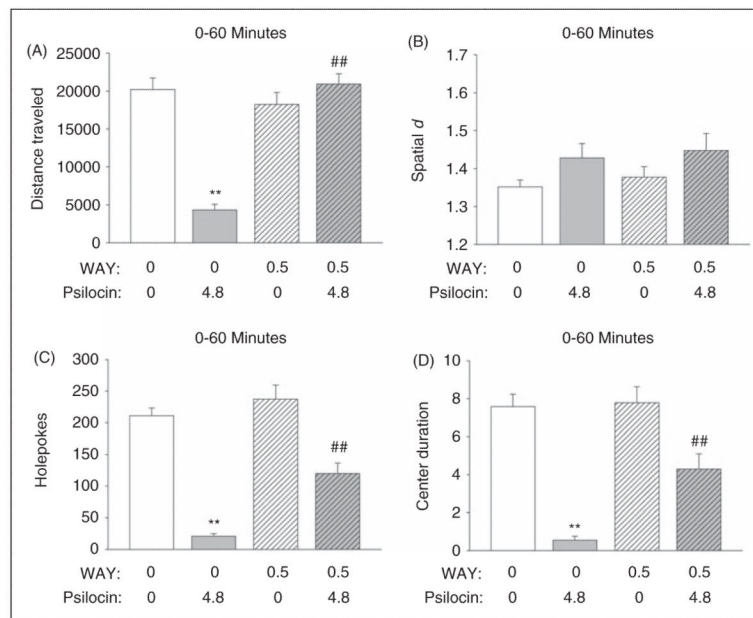 (A)
0-60 Minutes
##
Distance traveled
25000
20000
15000
10000
5000
0
**
WAY: 0 0 0.5 0.5
Psilocin: 0 4.8 0 4.8
(B)
0-60 Minutes
Spatial d
1.7
1.6
1.5
1.4
1.3
1.2
WAY: 0 0 0.5 0.5
Psilocin: 0 4.8 0 4.8
(C)
0-60 Minutes
Holepokes
300
250
200
150
100
50
0
**
##
WAY: 0 0 0.5 0.5
Psilocin: 0 4.8 0 4.8
(D)
0-60 Minutes
Center duration
10
8
6
4
2
0
**
##
WAY: 0 0 0.5 0.5
Psilocin: 0 4.8 0 4.8